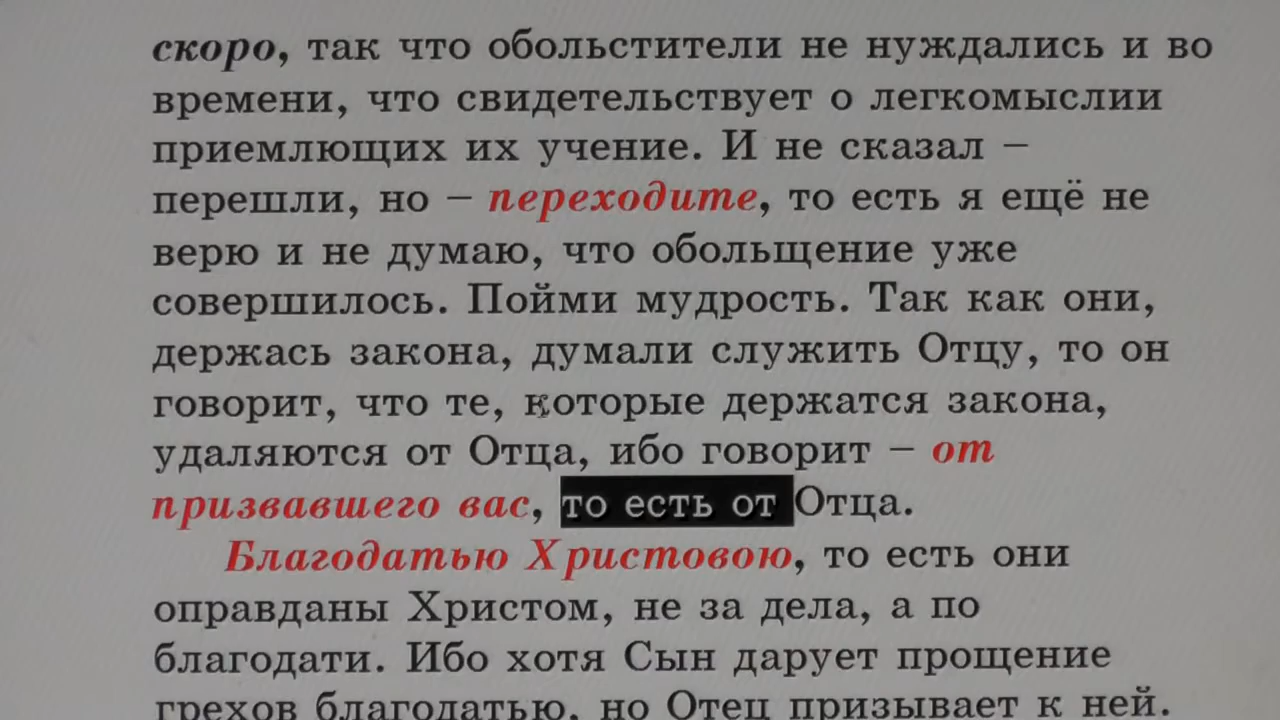 скоро, так что обольстители не нуждались и во
времени, что свидетельствует о легкомыслии
приемлющих их учение. И не сказал –
перешли, но – переходите, то есть я ещё не
верю и не думаю, что обольщение уже
совершилось. Пойми мудрость. Так как они,
держась закона, думали служить Отцу, то он
говорит, что те, которые держатся закона,
удаляются от Отца, ибо говорит – от
призвавшего вас, то есть от Отца.
Благодатью Христовою, то есть они
оправданы Христом, не за дела, а по
благодати. Ибо хотя Сын дарует прощение
грехов благодатью, но Отец призывает к ней.